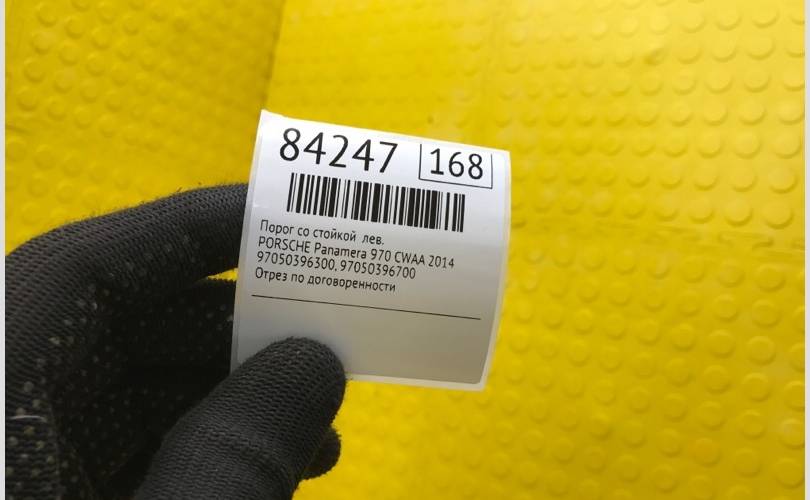 84247 168
Порог со стойкой лев.
PORSCHE Panamera 970 CWAA 2014
97050396300, 97050396700
Отрез по договоренности